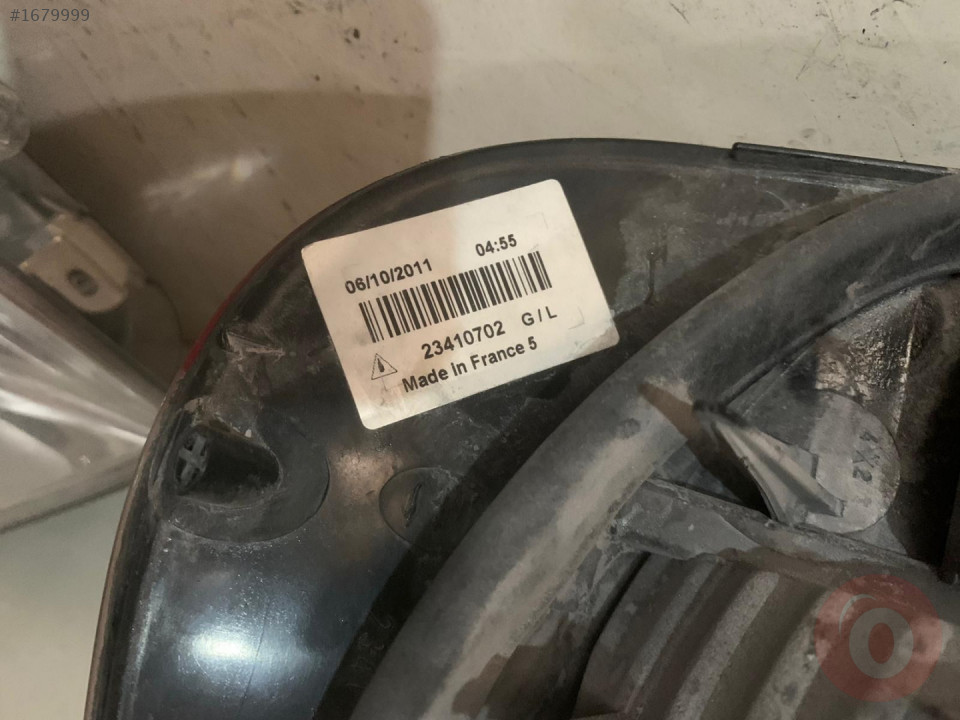 #1679999
06/10/2011 04:55
23410702 G/L
Made In France 5
4X2
O